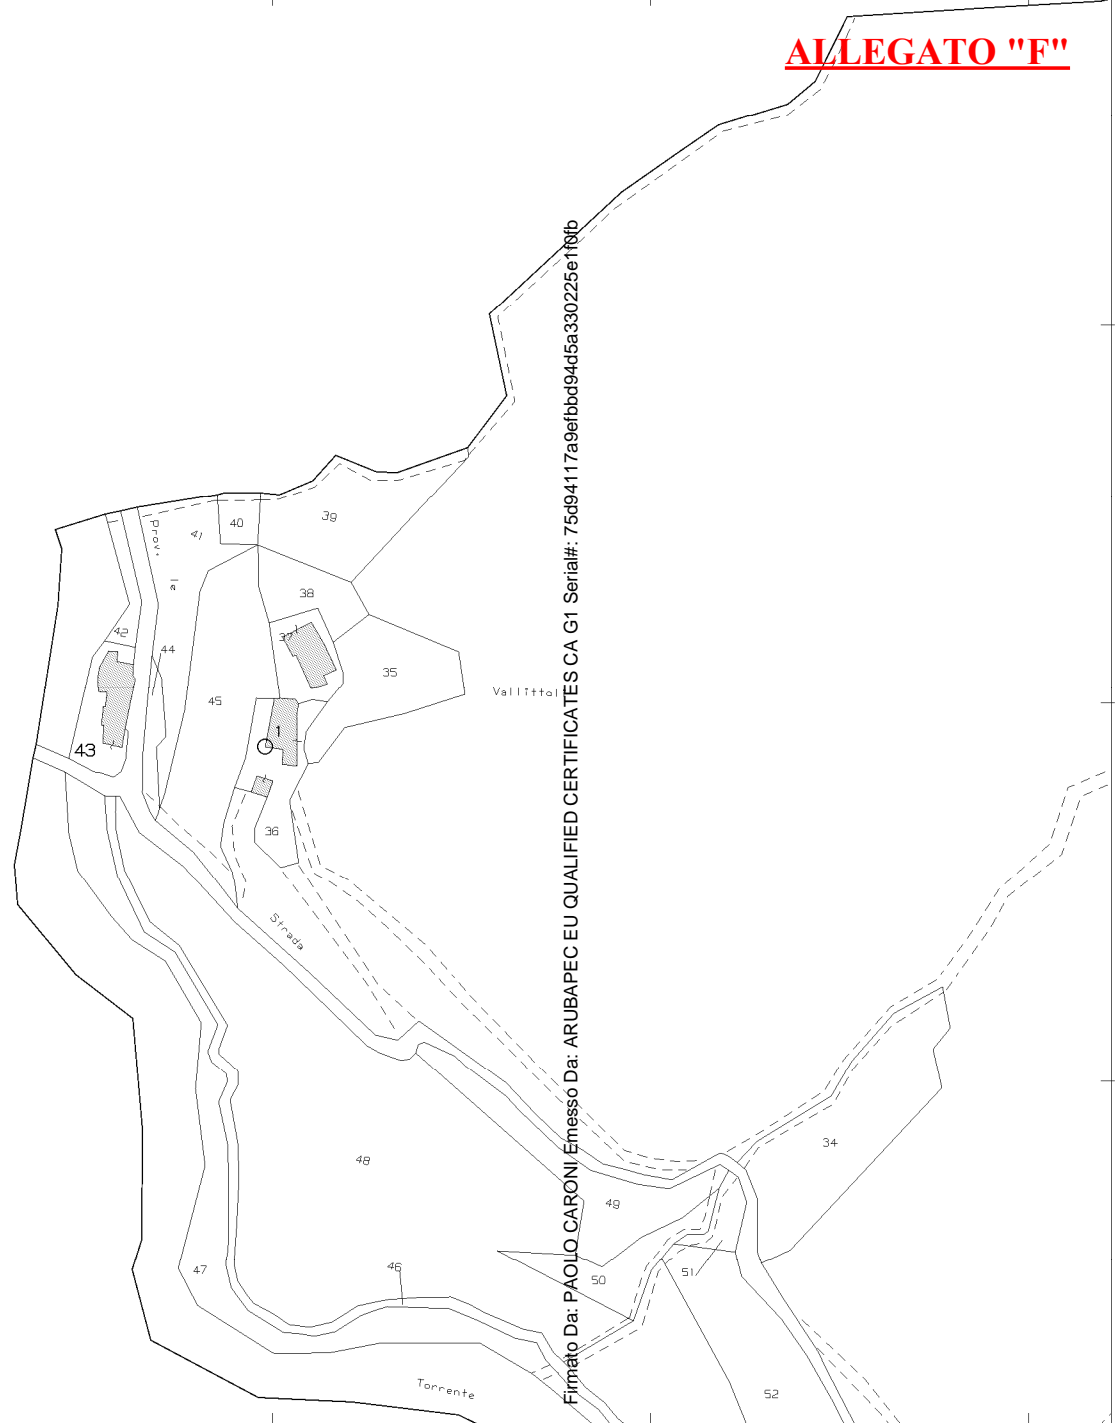 ALLEGATO "F"
Firmato Da: PAOLO CARONI Emesso Da: ARUBAPEC EU QUALIFIED CERTIFICATES CA G1 Serial#: 75d94117a9efbbd94d5a330225e1f0fb
39
40
41
Prov.
le
38
42
37
44
35
45
Vallittol
1
43
36
Strada
34
48
49
47
46
50
51
Torrente
52